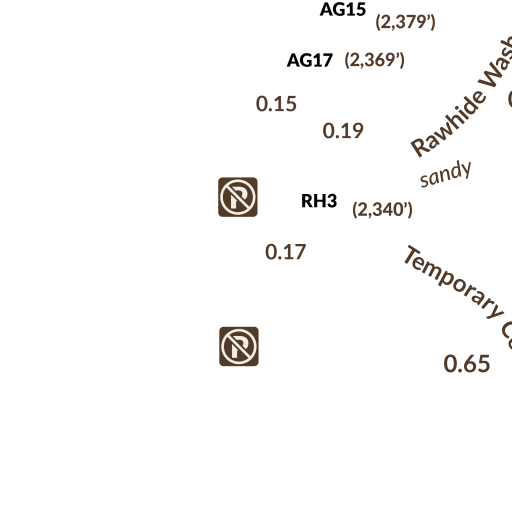 AG15 (2,379’)
AG17 (2,369’)
0.15
0.19
Rawhide Wash
sandy
RH3 (2,340’)
0.17
Temporary
0.65